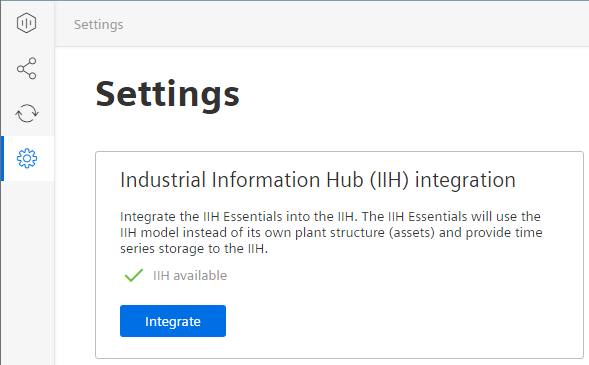 Settings
Settings
Industrial Information Hub (IIH) integration
Integrate the IIH Essentials into the IIH. The IIH Essentials will use the
IIH model instead of its own plant structure (assets) and provide time
series storage to the IIH.
IIH available
Integrate